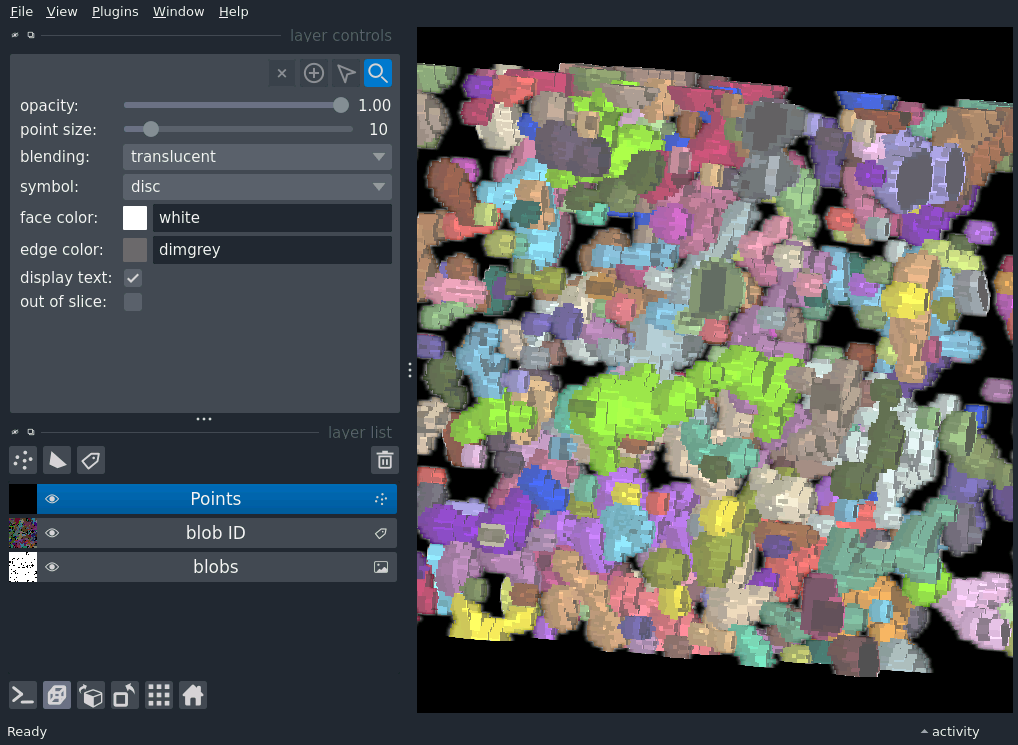 File View Plugins Window Help
layer controls
opacity: 1.00
point size: 10
blending: translucent
symbol: disc
face color: white
edge color: dimgrey
display text:
out of slice:
layer list
Points
blob ID
blobs
Ready activity